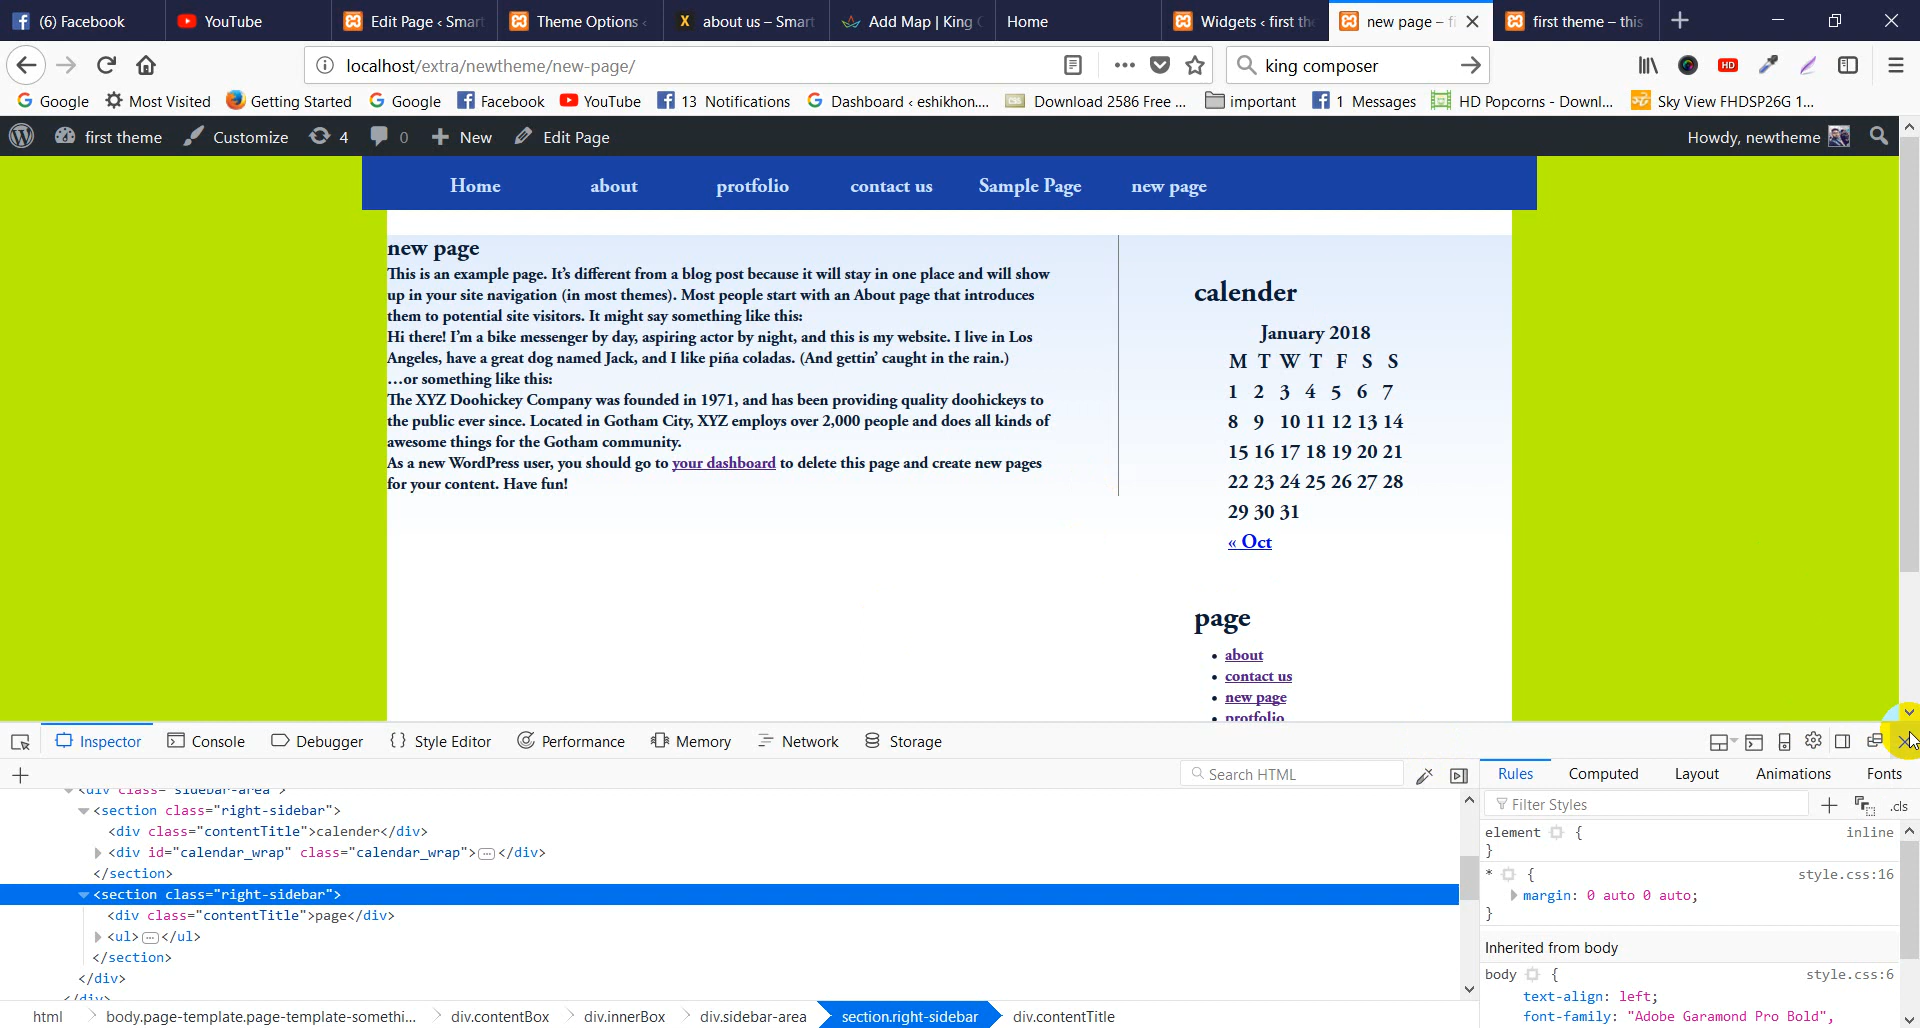 (6) Facebook
YouTube
Edit Page ‹ Smart
Theme Options ‹
about us – Smart
Add Map | King C
Home
Widgets ‹ first th
new page – fi
first theme – this
localhost/extra/newtheme/new-page/
king composer
HD
Google
Most Visited
Getting Started
Google
Facebook
YouTube
13 Notifications
Dashboard ‹ eshikhon....
Download 2586 Free ...
important
1 Messages
HD Popcorns - Downl...
Sky View FHDSP26G 1...
first theme
Customize
4
0
New
Edit Page
Howdy, newtheme
Home
about
protfolio
contact us
Sample Page
new page
new page
This is an example page. It's different from a blog post because it will stay in one place and will show
up in your site navigation (in most themes). Most people start with an About page that introduces
them to potential site visitors. It might say something like this:
Hi there! I'm a bike messenger by day, aspiring actor by night, and this is my website. I live in Los
Angeles, have a great dog named Jack, and I like piña coladas. (And gettin' caught in the rain.)
…or something like this:
The XYZ Doohickey Company was founded in 1971, and has been providing quality doohickeys to
the public ever since. Located in Gotham City, XYZ employs over 2,000 people and does all kinds of
awesome things for the Gotham community.
As a new WordPress user, you should go to your dashboard to delete this page and create new pages
for your content. Have fun!
calender
January 2018
M T W T F S S
1 2 3 4 5 6 7
8 9 10 11 12 13 14
15 16 17 18 19 20 21
22 23 24 25 26 27 28
29 30 31
« Oct
page
• about
• contact us
• new page
• protfolio
Inspector
Console
Debugger
Style Editor
Performance
Memory
Network
Storage
Search HTML
Rules
Computed
Layout
Animations
Fonts
Filter Styles
.cls
<div class="sidebar-area">
<section class="right-sidebar">
<div class="contentTitle">calender</div>
<div id="calendar_wrap" class="calendar_wrap">…</div>
</section>
<section class="right-sidebar">
<div class="contentTitle">page</div>
<ul>…</ul>
</section>
</div>
</div>
element {
inline
}
* {
style.css:16
margin: 0 auto 0 auto;
}
Inherited from body
body {
style.css:6
text-align: left;
font-family: "Adobe Garamond Pro Bold",
html
body.page-template.page-template-somethi...
div.contentBox
div.innerBox
div.sidebar-area
section.right-sidebar
div.contentTitle